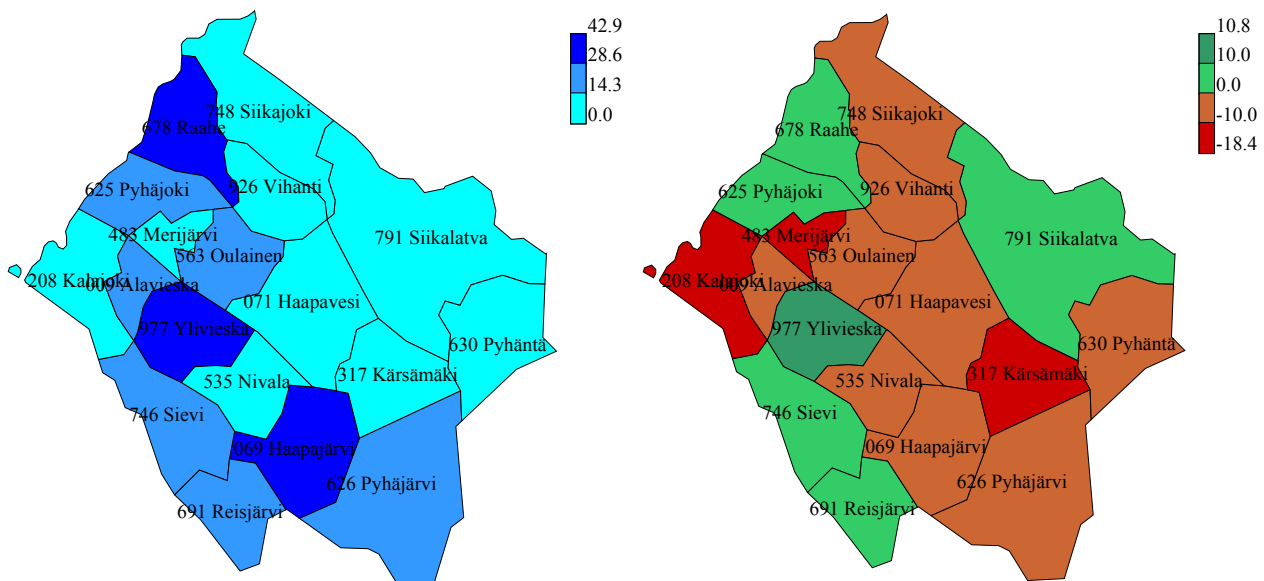 42.9
28.6
14.3
0.0
748 Siikajoki
678 Raahe
926 Vihanti
625 Pyhäjoki
483 Merijärvi
791 Siikalatva
563 Oulainen
208 Kalajoki
009 Alavieska
071 Haapavesi
977 Ylivieska
630 Pyhäntä
535 Nivala
317 Kärsämäki
746 Sievi
069 Haapajärvi
626 Pyhäjärvi
691 Reisjärvi
10.8
10.0
0.0
-10.0
-18.4
748 Siikajoki
678 Raahe
926 Vihanti
625 Pyhäjoki
483 Merijärvi
791 Siikalatva
563 Oulainen
208 Kalajoki
009 Alavieska
071 Haapavesi
977 Ylivieska
630 Pyhäntä
535 Nivala
317 Kärsämäki
746 Sievi
069 Haapajärvi
626 Pyhäjärvi
691 Reisjärvi